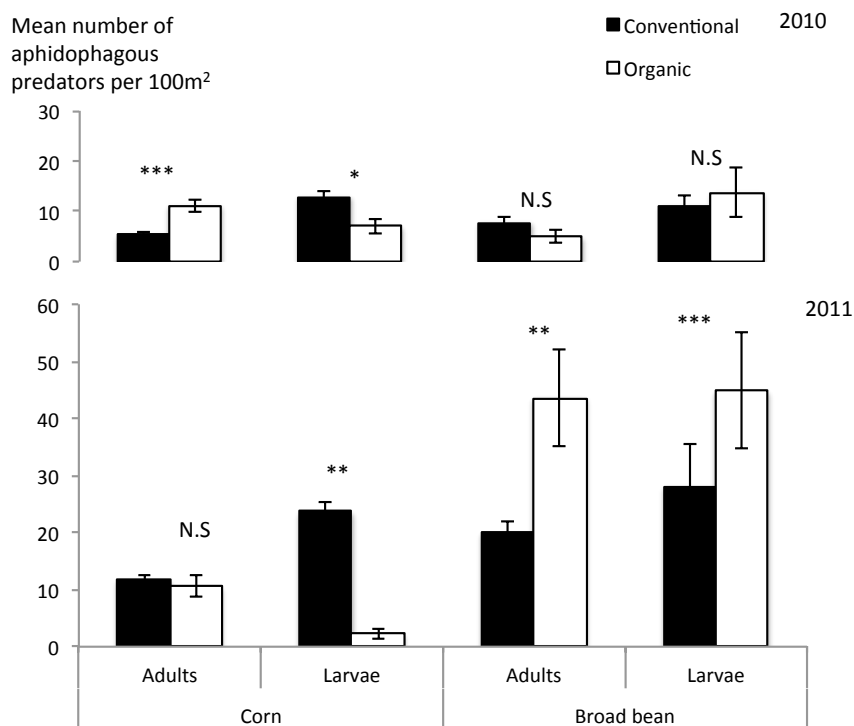 Mean number of
aphidophagous
predators per 100m²
Conventional
Organic
2010
30
20
10
0
***
*
N.S
N.S
2011
60
50
40
30
20
10
0
N.S
**
**
***
Adults Larvae Adults Larvae
Corn Broad bean